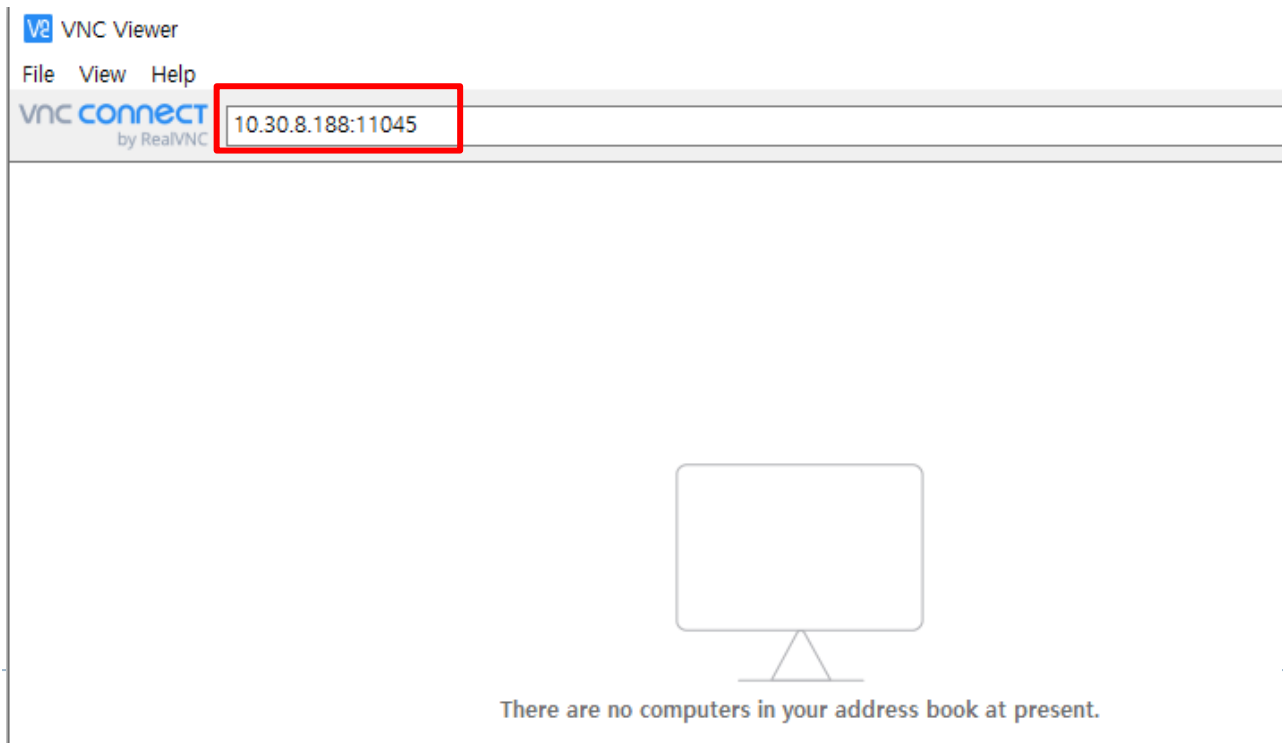 VNC Viewer
File View Help
vnc connect
by RealVNC
10.30.8.188:11045
There are no computers in your address book at present.